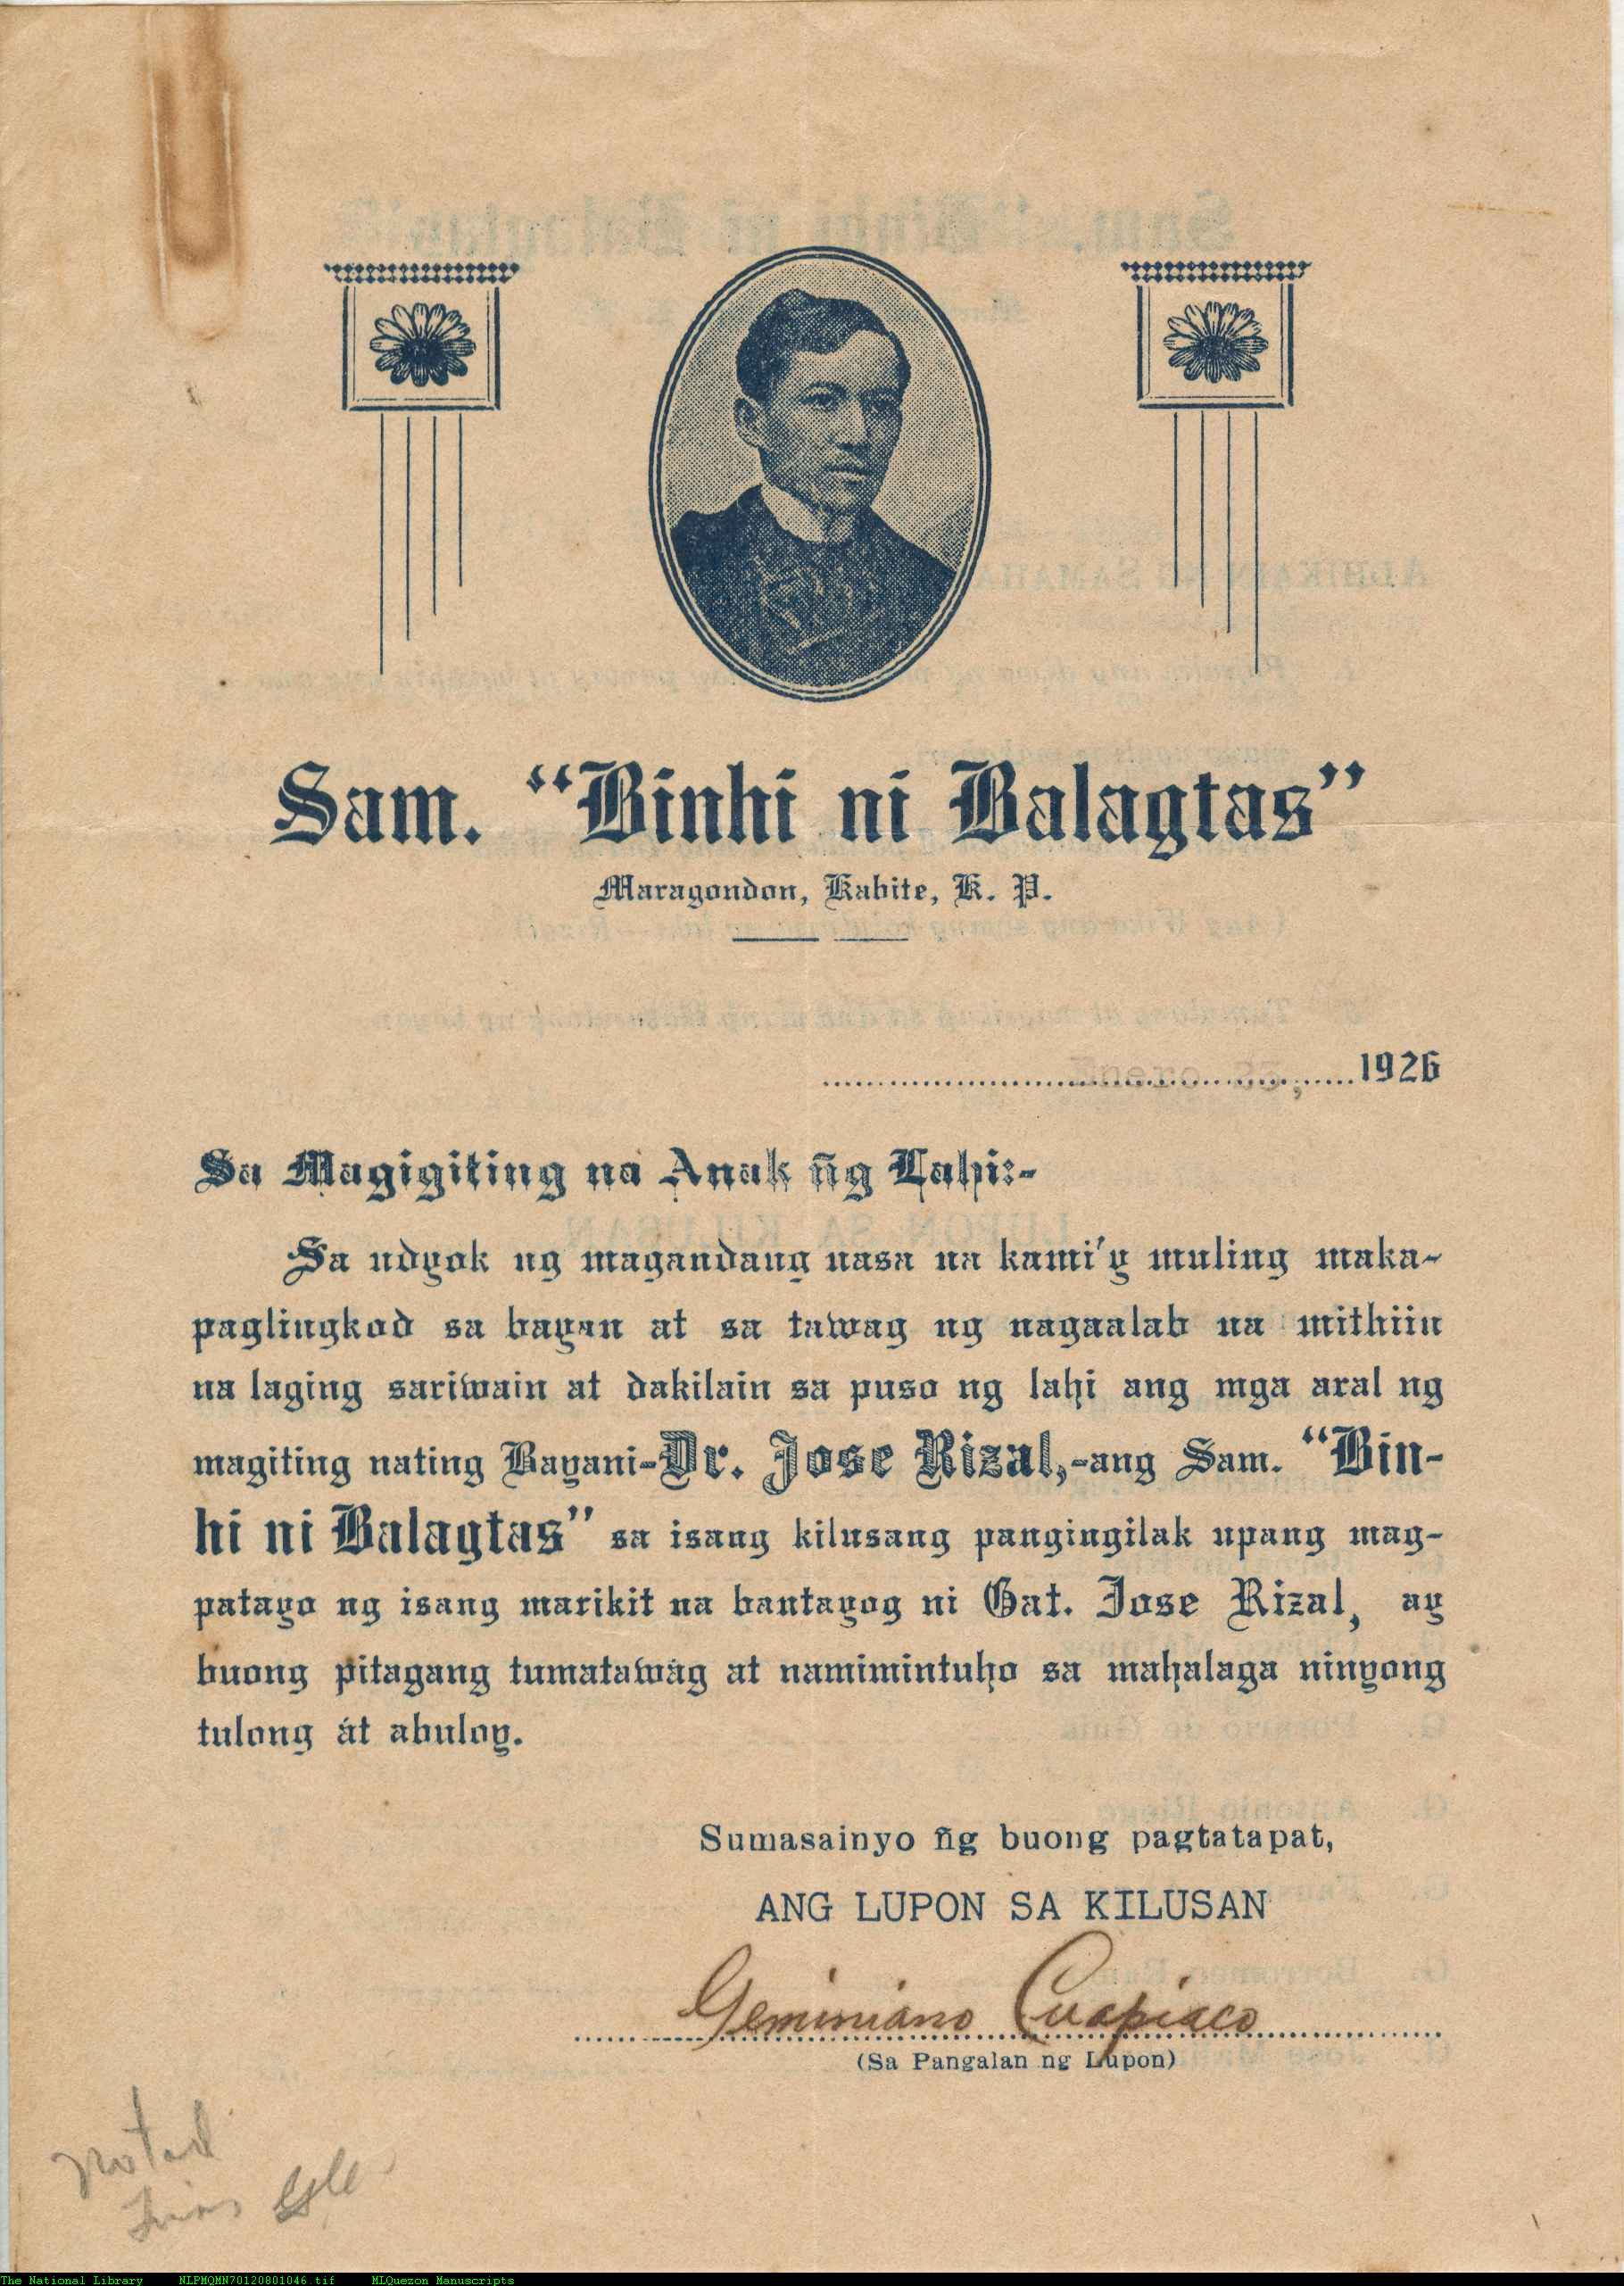 Sam. "Binhi ni Balagtas"
Maragondon, Kabite, K. P.
Enero 25, 1926
Sa Magigiting na Anak n̄g Lahi:-
Sa udyok ng magandang nasa na kami'y muling maka-
paglingkod sa bayan at sa tawag ng nagaalab na mithiin
na laging sariwain at dakilain sa puso ng lahi ang mga aral ng
magiting nating Bayani-Dr. Jose Rizal,-ang Sam. "Bin-
hi ni Balagtas" sa isang kilusang pangingilak upang mag-
patayo ng isang marikit na bantayog ni Gat. Jose Rizal, ay
buong pitagang tumatawag at namimintuho sa mahalaga ninyong
tulong át abuloy.
Sumasainyo n̄g buong pagtatapat,
ANG LUPON SA KILUSAN
Geminiano Cuapiaco
(Sa Pangalan ng Lupon)
noted
The National Library NLPMQMN70120801046.tif MLQuezon Manuscripts